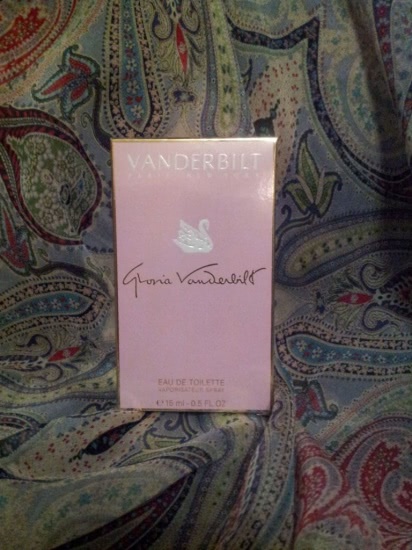 VANDERBILT
PARIS NEW YORK
Gloria Vanderbilt
EAU DE TOILETTE
VAPORISATEUR SPRAY
e 15 ml - 0.5 FL OZ